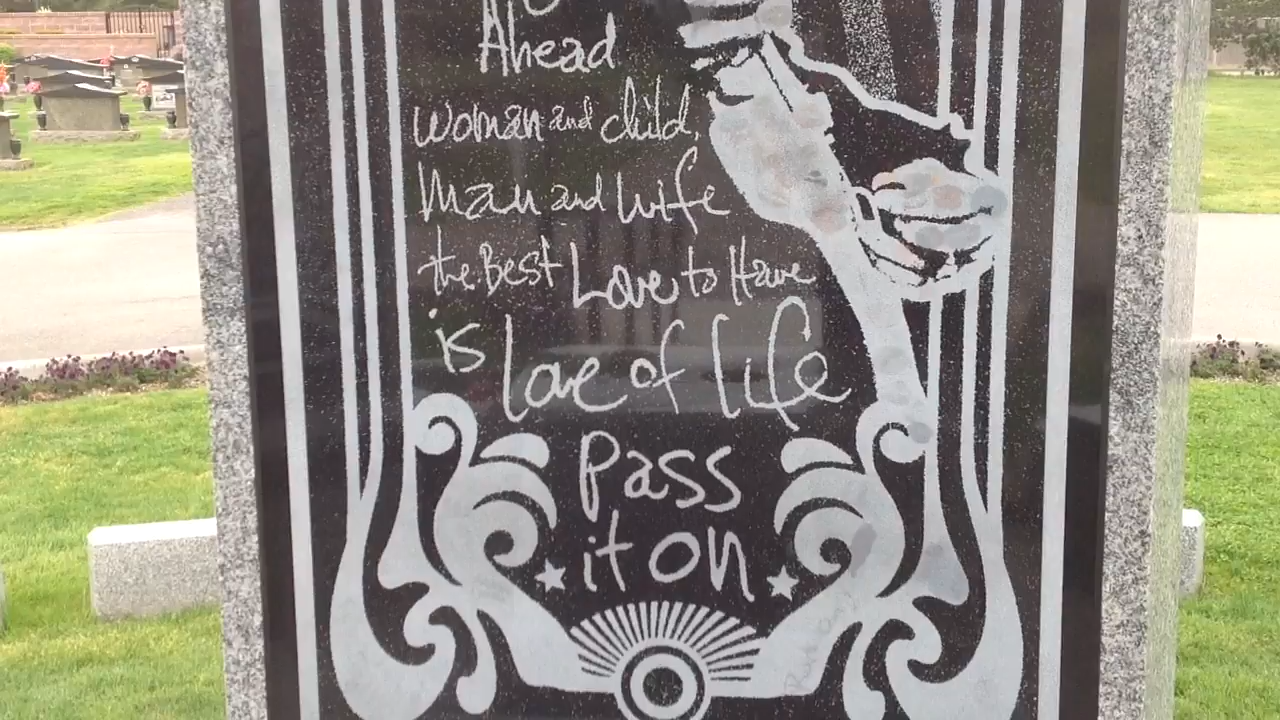 Ahead
woman and child,
Man and wife
the Best Love to Have
is Love of Life
Pass
it on